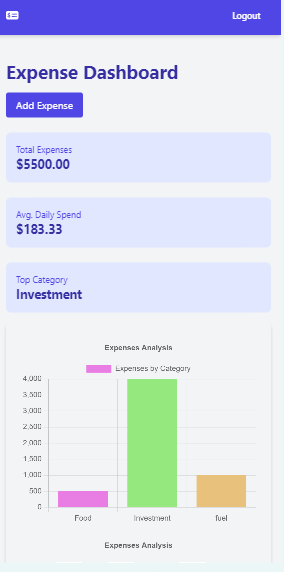 Logout
Expense Dashboard
Add Expense
Total Expenses
$5500.00
Avg. Daily Spend
$183.33
Top Category
Investment
Expenses Analysis
Expenses by Category
4,000
3,500
3,000
2,500
2,000
1,500
1,000
500
0
Food Investment fuel
Expenses Analysis